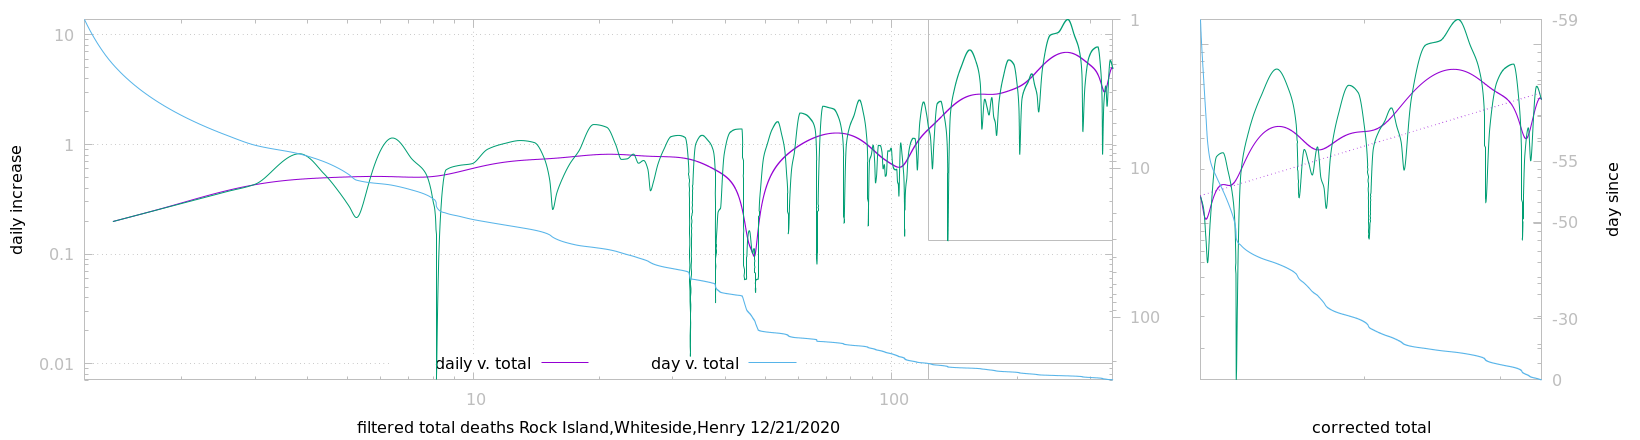 10
1
0.1
0.01
daily increase
10
100
1
10
100
daily v. total
day v. total
filtered total deaths Rock Island,Whiteside,Henry 12/21/2020
-59
-55
-50
-30
0
day since
corrected total